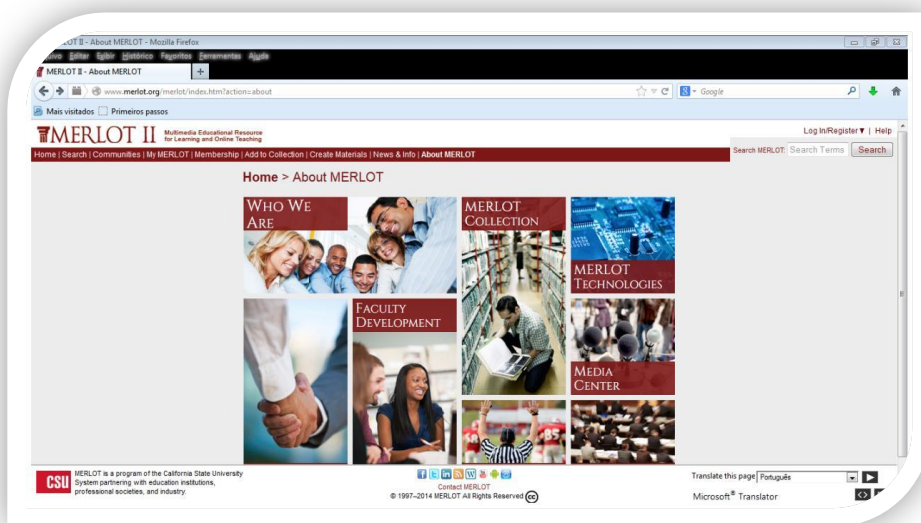 MERLOT II - About MERLOT - Mozilla Firefox
Editar Exibir Histórico Favoritos Ferramentas Ajuda
MERLOT II - About MERLOT
www.merlot.org/merlot/index.htm?action=about
Google
Mais visitados Primeiros passos
MERLOT II
Multimedia Educational Resource
for Learning and Online Teaching
Log In/Register | Help
Home | Search | Communities | My MERLOT | Membership | Add to Collection | Create Materials | News & Info | About MERLOT
Search MERLOT: Search Terms Search
Home > About MERLOT
WHO WE
ARE
MERLOT
COLLECTION
MERLOT
TECHNOLOGIES
FACULTY
DEVELOPMENT
MEDIA
CENTER
85
CSU
MERLOT is a program of the California State University
System partnering with education institutions,
professional societies, and industry.
Contact MERLOT
© 1997–2014 MERLOT All Rights Reserved cc
Translate this page Português
Microsoft® Translator